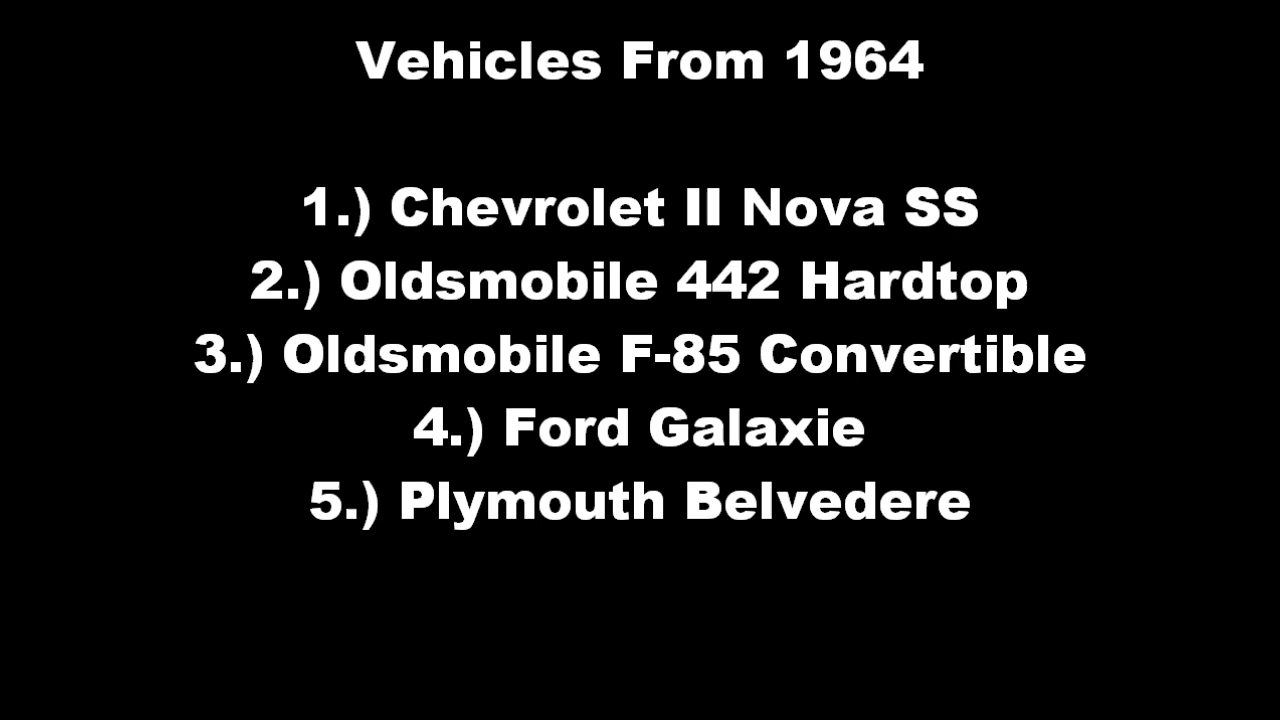 Vehicles From 1964
1.) Chevrolet II Nova SS
2.) Oldsmobile 442 Hardtop
3.) Oldsmobile F-85 Convertible
4.) Ford Galaxie
5.) Plymouth Belvedere